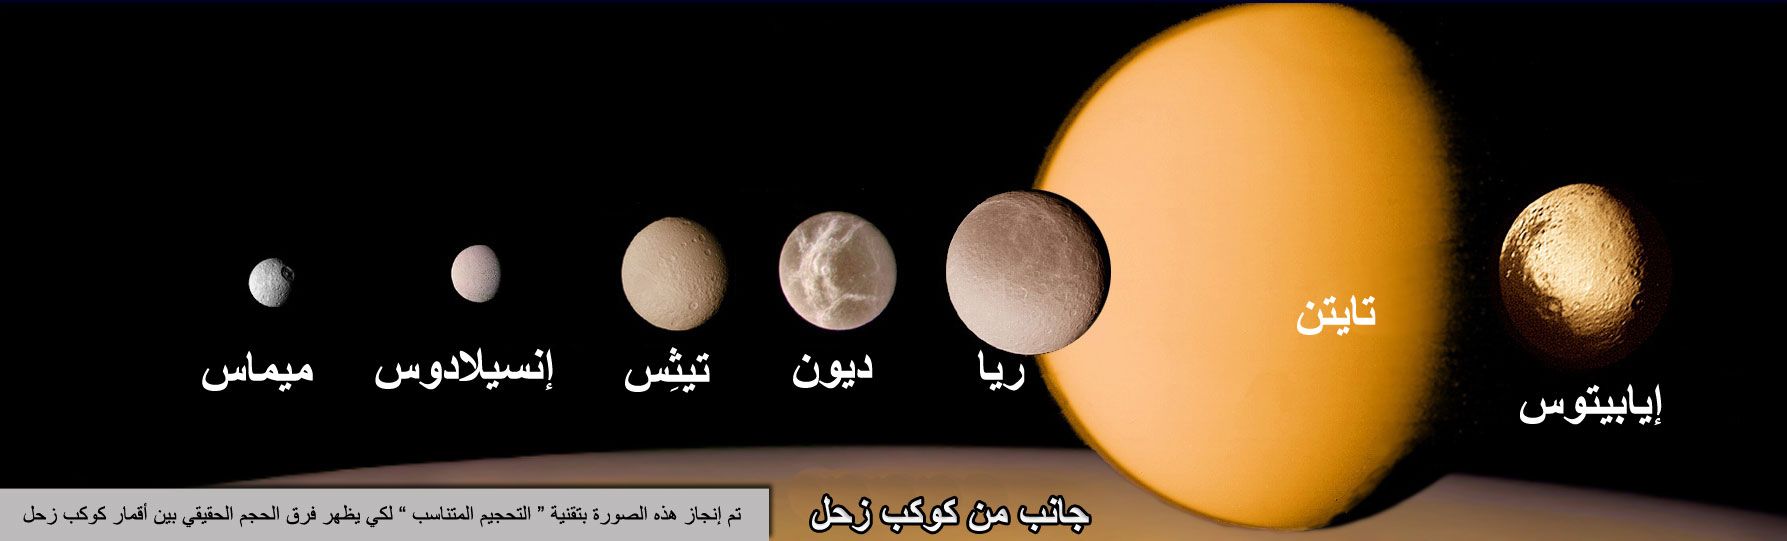 تايتن
ميماس
إنسيلادوس
تيثِس
ديون
ريا
إيابيتوس
جانب من كوكب زحل
تم إنجاز هذه الصورة بتقنية ” التحجيم المتناسب “ لكي يظهر فرق الحجم الحقيقي بين أقمار كوكب زحل